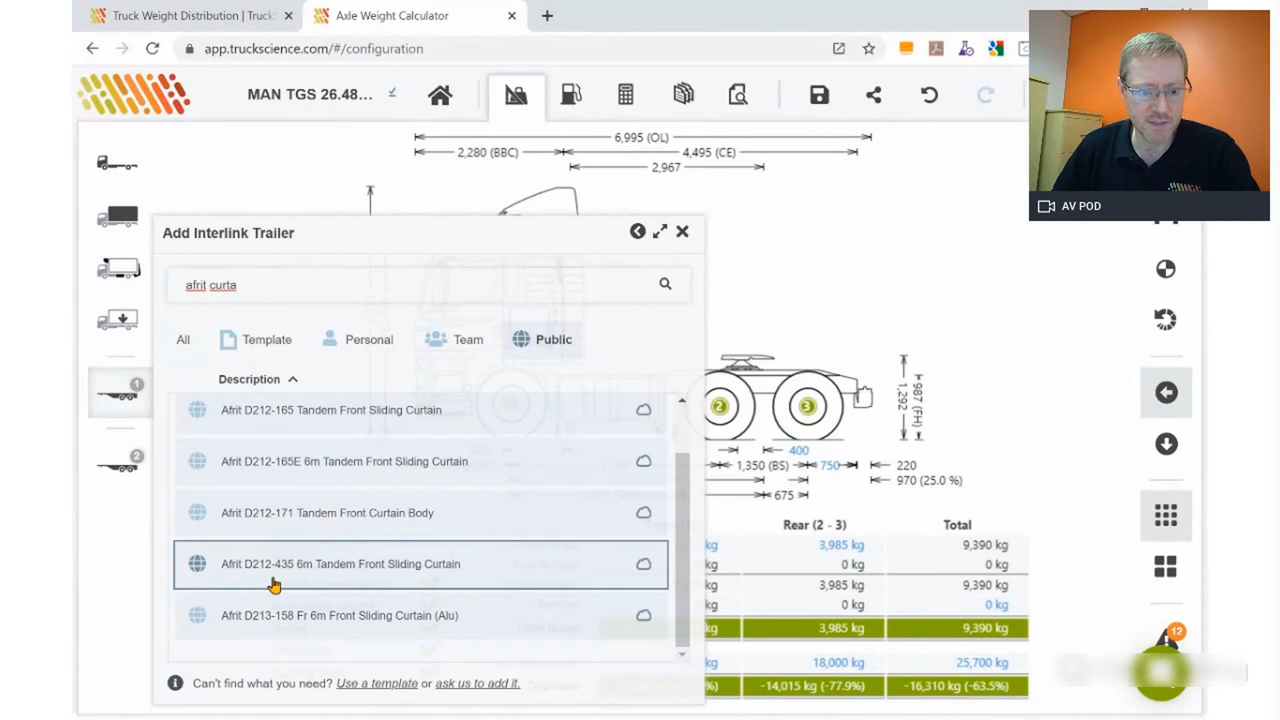 Truck Weight Distribution | Truck
Axle Weight Calculator
app.truckscience.com/#/configuration
MAN TGS 26.48...
AV POD
6,995 (OL)
2,280 (BBC)
4,495 (CE)
2,967
Add Interlink Trailer
afrit curta
All
Template
Personal
Team
Public
Description
Afrit D212-165 Tandem Front Sliding Curtain
Afrit D212-165E 6m Tandem Front Sliding Curtain
Afrit D212-171 Tandem Front Curtain Body
Afrit D212-435 6m Tandem Front Sliding Curtain
Afrit D213-158 Fr 6m Front Sliding Curtain (Alu)
Can't find what you need? Use a template or ask us to add it.
1
2
2
3
1,292
987 (FH)
400
1,350 (BS)
750
220
970 (25.0 %)
675
Rear (2 - 3)
Total
kg
3,985 kg
9,390 kg
kg
0 kg
0 kg
3,985 kg
9,390 kg
kg
0 kg
0 kg
kg
3,985 kg
9,390 kg
kg
18,000 kg
25,700 kg
%)
-14,015 kg (-77.9%)
-16,310 kg (-63.5%)
12